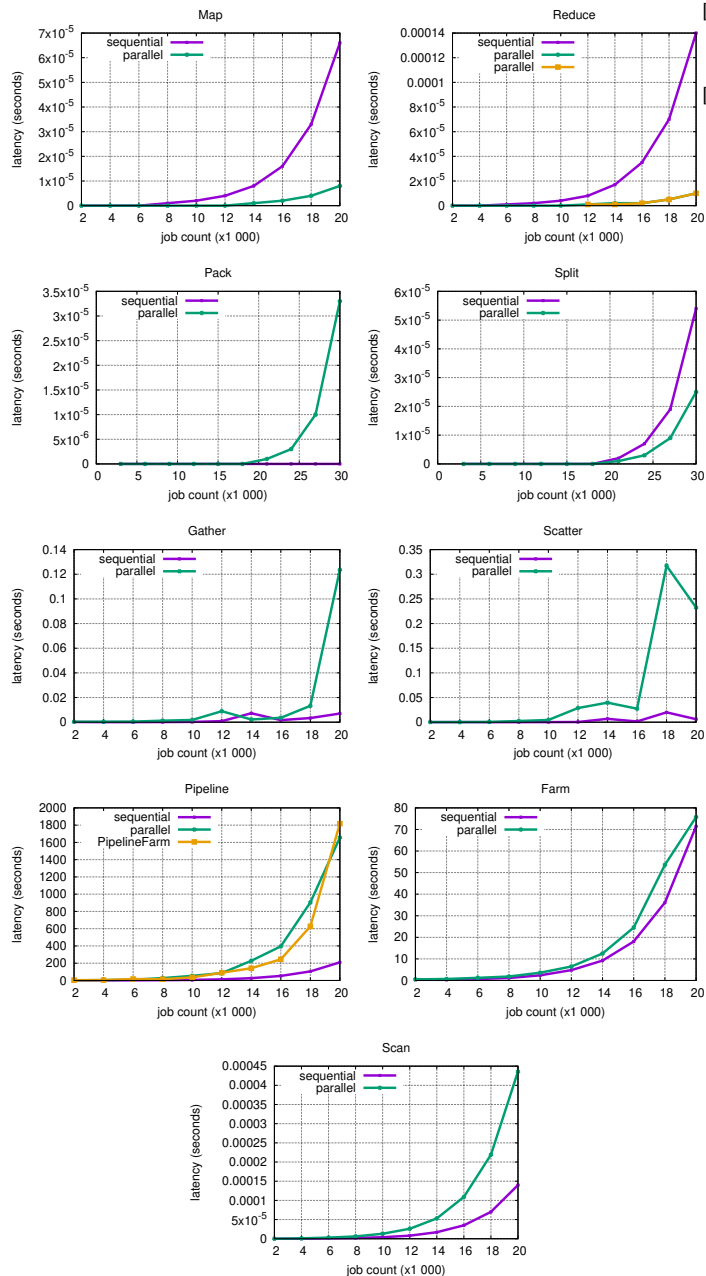 Map
7x10-5
6x10-5
5x10-5
4x10-5
3x10-5
2x10-5
1x10-5
0
latency (seconds)
sequential
parallel
2 4 6 8 10 12 14 16 18 20
job count (x1 000)
Reduce
[
0.00014
0.00012
0.0001
8x10-5
6x10-5
4x10-5
2x10-5
0
latency (seconds)
sequential
parallel
parallel
[
2 4 6 8 10 12 14 16 18 20
job count (x1 000)
Pack
3.5x10-5
3x10-5
2.5x10-5
2x10-5
1.5x10-5
1x10-5
5x10-6
0
latency (seconds)
sequential
parallel
0 5 10 15 20 25 30
job count (x1 000)
Split
6x10-5
5x10-5
4x10-5
3x10-5
2x10-5
1x10-5
0
latency (seconds)
sequential
parallel
0 5 10 15 20 25 30
job count (x1 000)
Gather
0.14
0.12
0.1
0.08
0.06
0.04
0.02
0
latency (seconds)
sequential
parallel
2 4 6 8 10 12 14 16 18 20
job count (x1 000)
Scatter
0.35
0.3
0.25
0.2
0.15
0.1
0.05
0
latency (seconds)
sequential
parallel
2 4 6 8 10 12 14 16 18 20
job count (x1 000)
Pipeline
2000
1800
1600
1400
1200
1000
800
600
400
200
0
latency (seconds)
sequential
parallel
PipelineFarm
2 4 6 8 10 12 14 16 18 20
job count (x1 000)
Farm
80
70
60
50
40
30
20
10
0
latency (seconds)
sequential
parallel
2 4 6 8 10 12 14 16 18 20
job count (x1 000)
Scan
0.00045
0.0004
0.00035
0.0003
0.00025
0.0002
0.00015
0.0001
5x10-5
0
latency (seconds)
sequential
parallel
2 4 6 8 10 12 14 16 18 20
job count (x1 000)